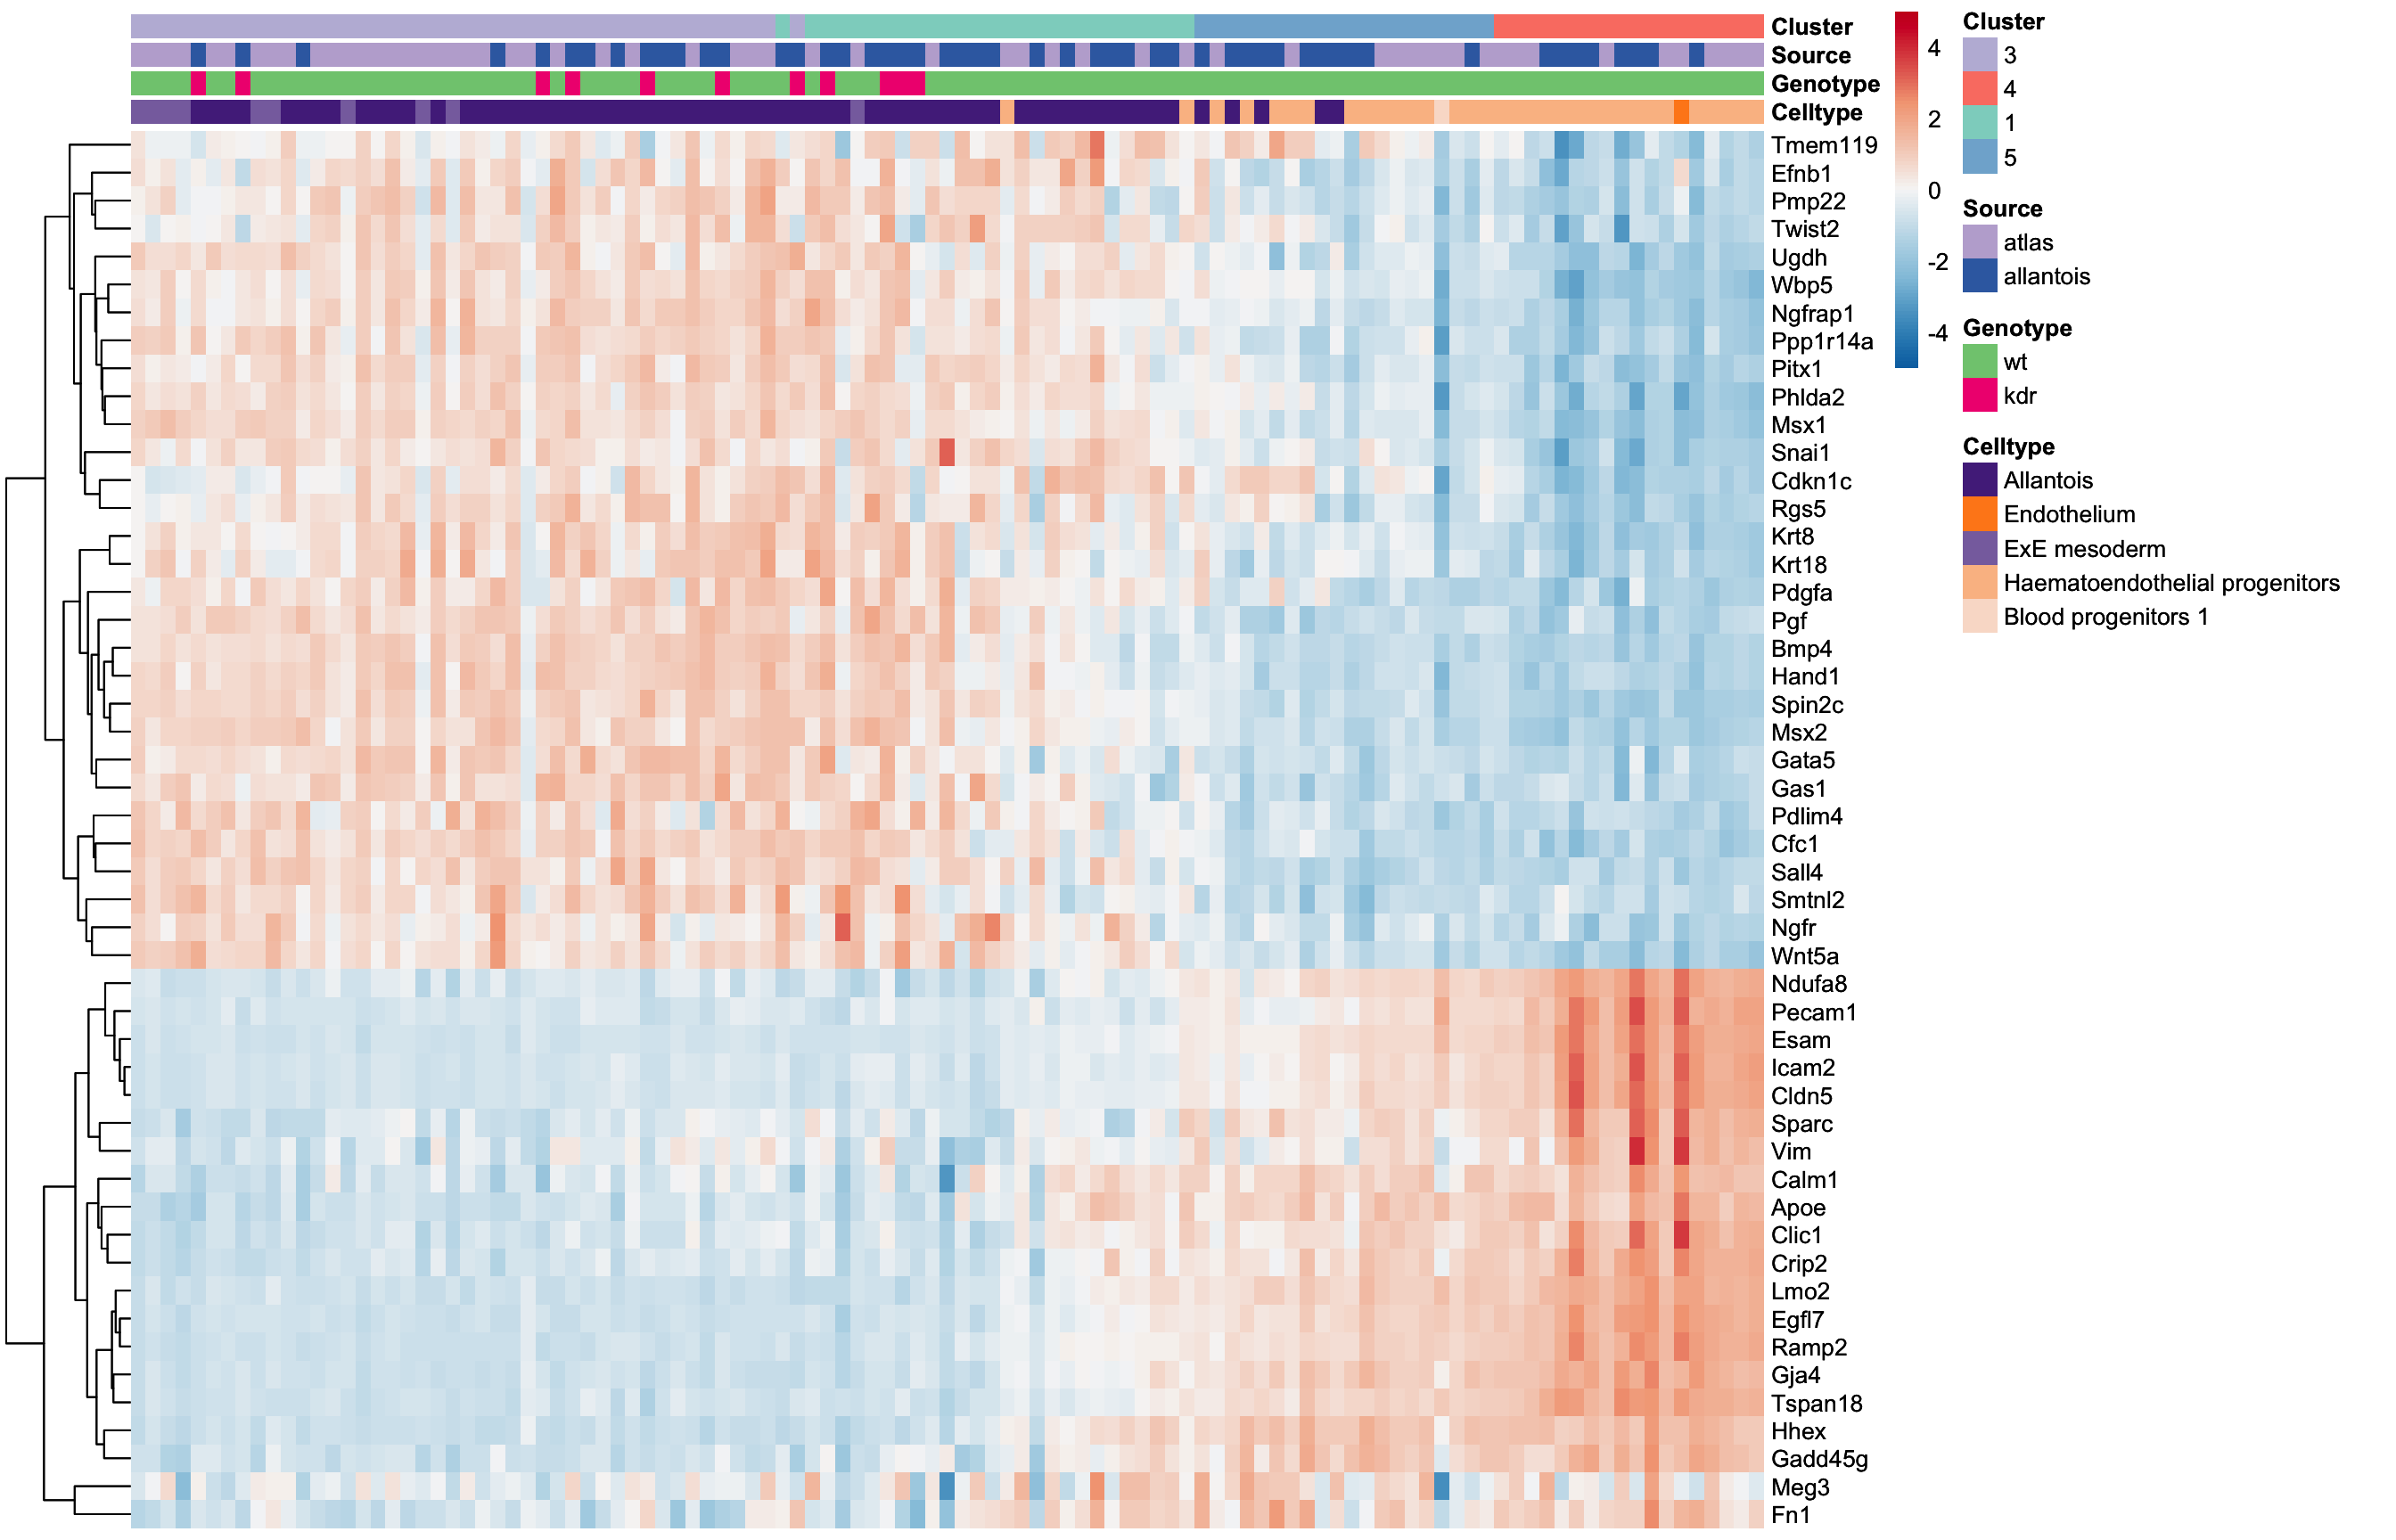 Cluster
Source
Genotype
Celltype
Tmem119
Efnb1
Pmp22
Twist2
Ugdh
Wbp5
Ngfrap1
Ppp1r14a
Pitx1
Phlda2
Msx1
Snai1
Cdkn1c
Rgs5
Krt8
Krt18
Pdgfa
Pgf
Bmp4
Hand1
Spin2c
Msx2
Gata5
Gas1
Pdlim4
Cfc1
Sall4
Smtnl2
Ngfr
Wnt5a
Ndufa8
Pecam1
Esam
Icam2
Cldn5
Sparc
Vim
Calm1
Apoe
Clic1
Crip2
Lmo2
Egfl7
Ramp2
Gja4
Tspan18
Hhex
Gadd45g
Meg3
Fn1
4
2
0
-2
-4
Cluster
3
4
1
5
Source
atlas
allantois
Genotype
wt
kdr
Celltype
Allantois
Endothelium
ExE mesoderm
Haematoendothelial progenitors
Blood progenitors 1